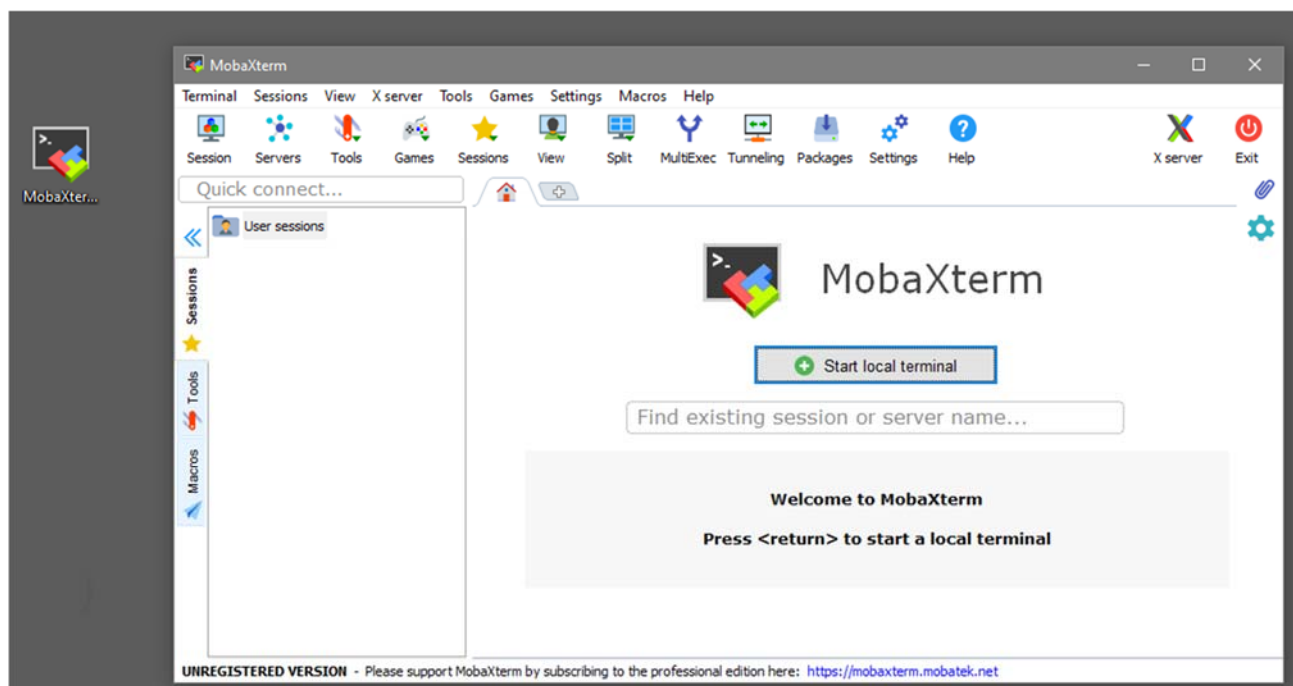 MobaXterm
Terminal Sessions View X server Tools Games Settings Macros Help
Session Servers Tools Games Sessions View Split MultiExec Tunneling Packages Settings Help X server Exit
MobaXter...
Quick connect...
User sessions
Sessions
Tools
Macros
MobaXterm
Start local terminal
Find existing session or server name...
Welcome to MobaXterm
Press <return> to start a local terminal
UNREGISTERED VERSION - Please support MobaXterm by subscribing to the professional edition here: https://mobaxterm.mobatek.net